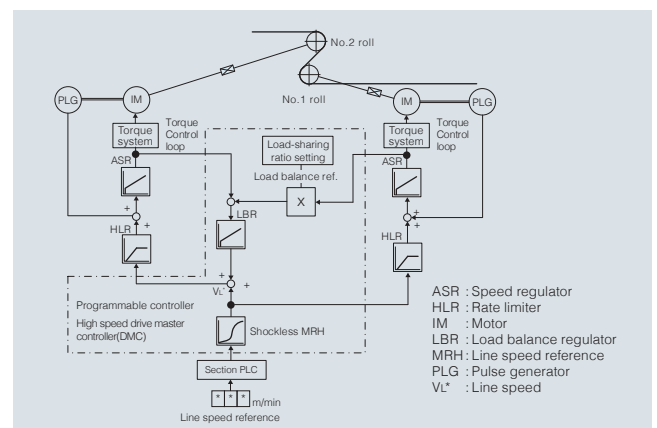 No.2 roll
PLG
IM
No.1 roll
IM
PLG
Torque
system
Torque
Control
loop
Load-sharing
ratio setting
Torque
system
Torque
Control
loop
ASR
Load balance ref.
ASR
X
LBR
+
+
+
+
HLR
HLR
+
+
VL*
Programmable controller
High speed drive master
controller(DMC)
Shockless MRH
Section PLC
* * * m/min
Line speed reference
ASR : Speed regulator
HLR : Rate limiter
IM : Motor
LBR : Load balance regulator
MRH : Line speed reference
PLG : Pulse generator
VL* : Line speed